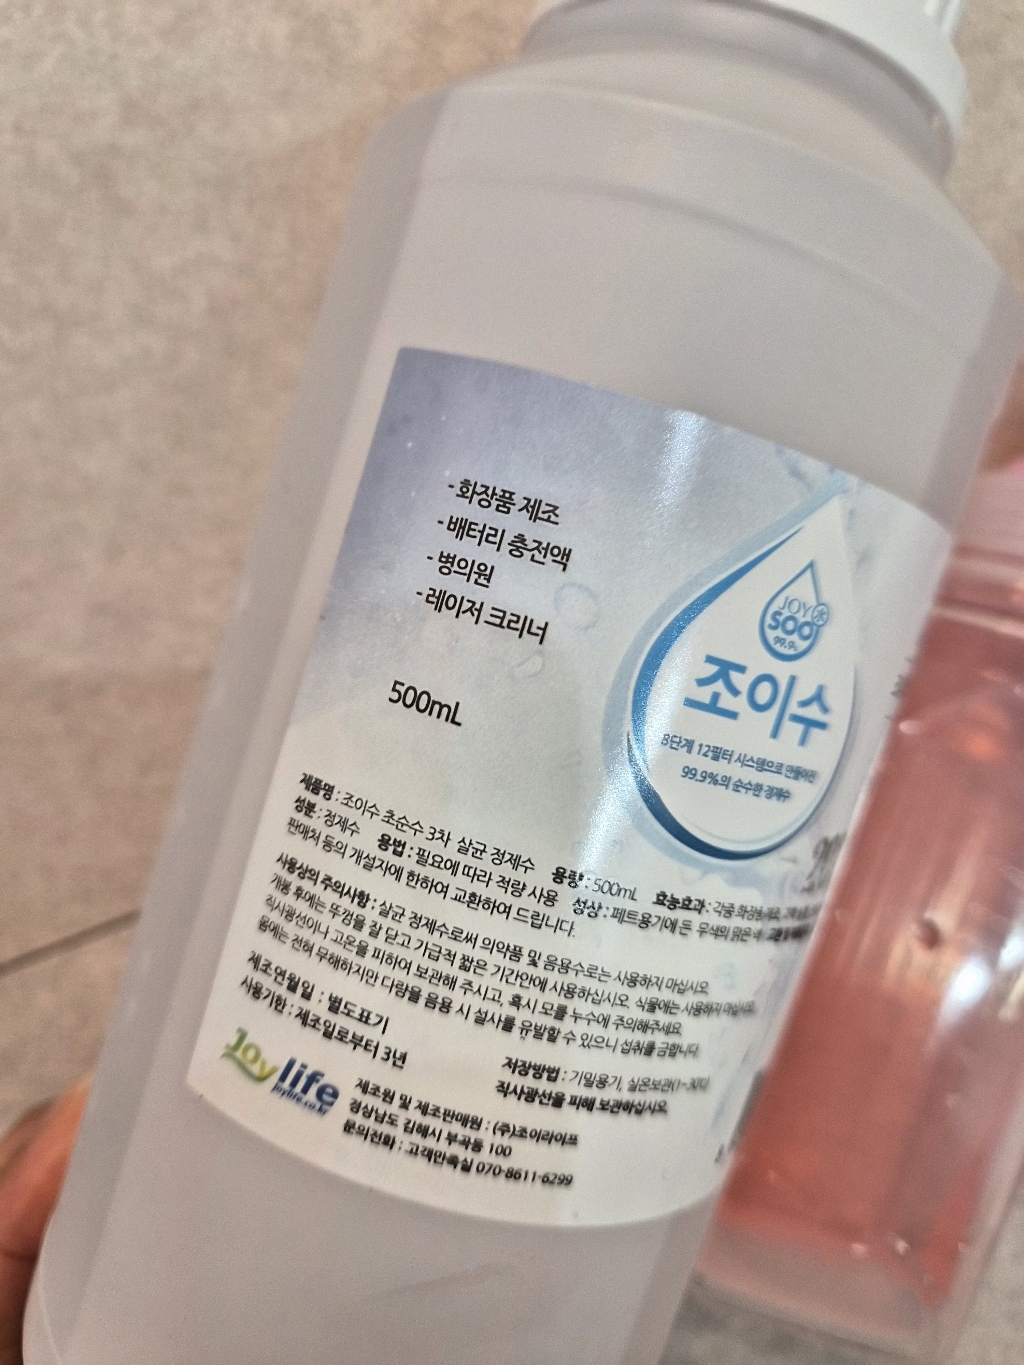 - 화장품 제조
- 배터리 충전액
- 병의원
- 레이저 크리너
500mL
JOY水
SOO
99.9%
조이수
8단계 12필터 시스템으로 만들어진
99.9%의 순수한 정제수
제품명 : 조이수 초순수 3차 살균 정제수 용량 : 500mL 효능효과 : 각종 화장품제조,
성분 : 정제수 용법 : 필요에 따라 적량 사용 성상 : 페트용기에 든 무색의 맑은 액
판매처 등의 개설자에 한하여 교환하여 드립니다.
사용상의 주의사항 : 살균 정제수로써 의약품 및 음용수로는 사용하지 마십시오
개봉 후에는 뚜껑을 잘 닫고 가급적 짧은 기간안에 사용하십시오 식물에는 사용하지 마십시오
직사광선이나 고온을 피하여 보관해 주시고, 혹시 모를 누수에 주의해주세요
몸에는 전혀 무해하지만 다량을 음용 시 설사를 유발할 수 있으니 섭취를 금합니다
제조연월일 : 별도표기
사용기한 : 제조일로부터 3년
저장방법 : 기밀용기, 실온보관(1~30℃)
직사광선을 피해 보관하십시오
Joylife
joylife.co.kr
제조원 및 제조판매원 : (주)조이라이프
경상남도 김해시 부곡동 100
문의전화 : 고객만족실 070-8611-6299